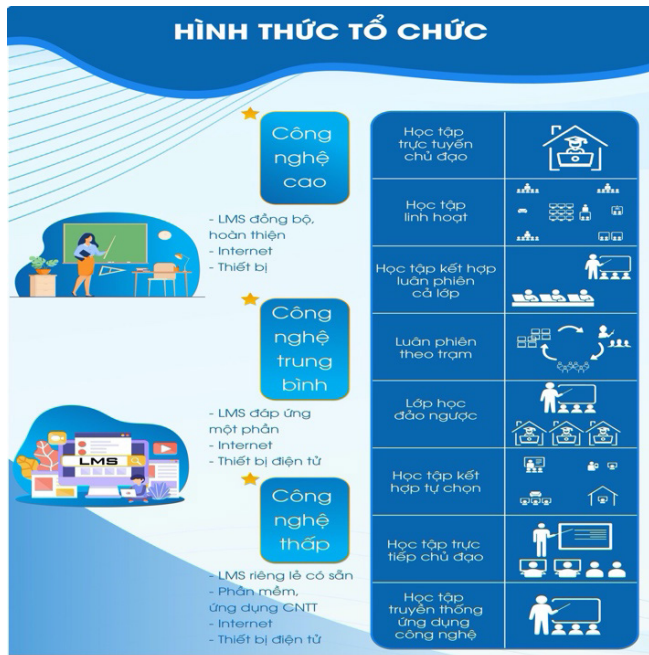 HÌNH THỨC TỔ CHỨC
Công
nghệ
cao
- LMS đồng bộ,
hoàn thiện
- Internet
- Thiết bị
Công
nghệ
trung
bình
- LMS đáp ứng
một phần
- Internet
- Thiết bị điện tử
LMS
Công
nghệ
thấp
- LMS riêng lẻ có sẵn
- Phần mềm,
ứng dụng CNTT
- Internet
- Thiết bị điện tử
Học tập
trực tuyến
chủ đạo
Học tập
linh hoạt
Học tập kết hợp
luân phiên
cả lớp
Luân phiên
theo trạm
Lớp học
đảo ngược
Học tập kết
hợp tự chọn
Học tập trực
tiếp chủ đạo
Học tập
truyền thống
ứng dụng
công nghệ